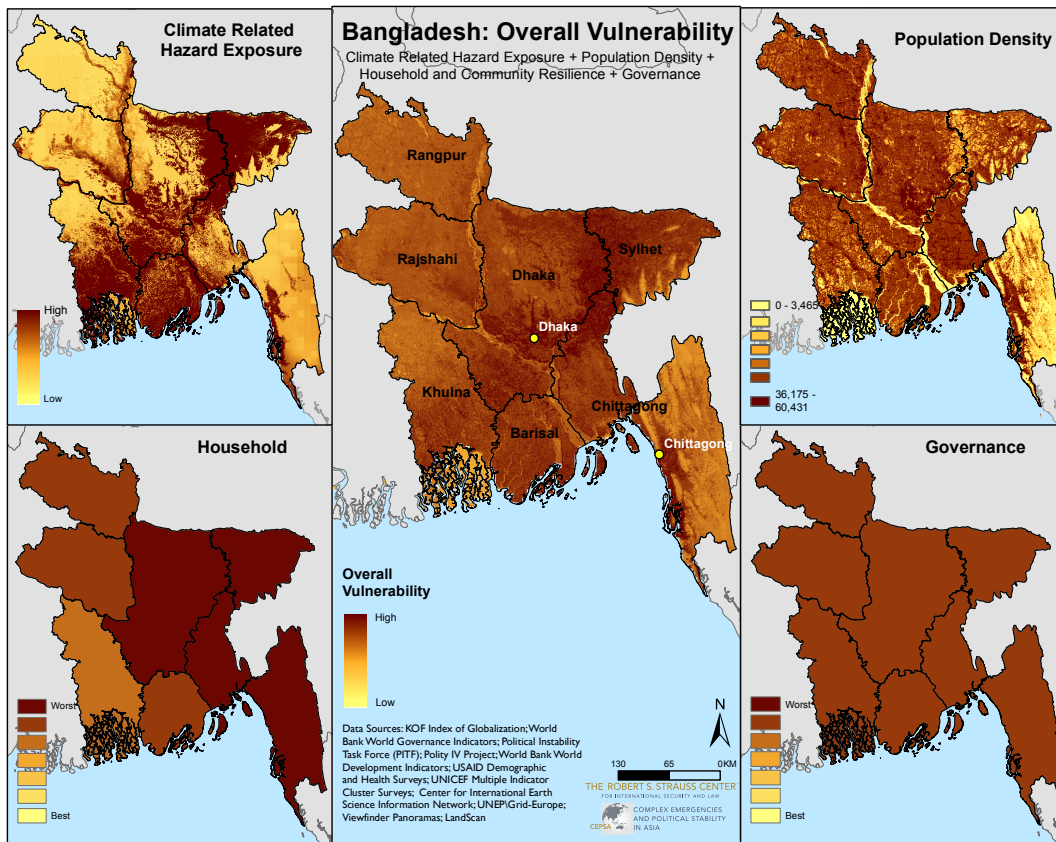 Climate Related
Hazard Exposure
High
Low
Bangladesh: Overall Vulnerability
Climate Related Hazard Exposure + Population Density +
Household and Community Resilience + Governance
Rangpur
Rajshahi
Dhaka
Sylhet
Dhaka
Khulna
Barisal
Chittagong
Chittagong
Overall
Vulnerability
High
Low
Data Sources: KOF Index of Globalization; World
Bank World Governance Indicators; Political Instability
Task Force (PITF); Polity IV Project; World Bank World
Development Indicators; USAID Demographic
and Health Surveys; UNICEF Multiple Indicator
Cluster Surveys; Center for International Earth
Science Information Network; UNEP\Grid-Europe;
Viewfinder Panoramas; LandScan
N
130 65 0 KM
THE ROBERT S. STRAUSS CENTER
FOR INTERNATIONAL SECURITY AND LAW
CEPSA
COMPLEX EMERGENCIES
AND POLITICAL STABILITY
IN ASIA
Population Density
0 - 3,465
36,175 -
60,431
Household
Worst
Best
Governance
Worst
Best